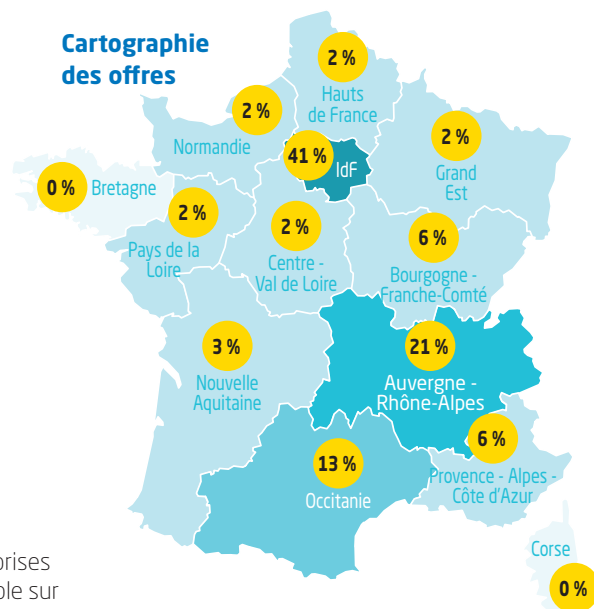 Cartographie
des offres
2 %
Hauts
de France
2 %
Normandie
41 %
IdF
2 %
Grand
Est
0 %
Bretagne
2 %
Pays de la
Loire
2 %
Centre -
Val de Loire
6 %
Bourgogne -
Franche-Comté
3 %
Nouvelle
Aquitaine
21 %
Auvergne -
Rhône-Alpes
6 %
Provence - Alpes -
Côte d'Azur
13 %
Occitanie
Corse
0 %